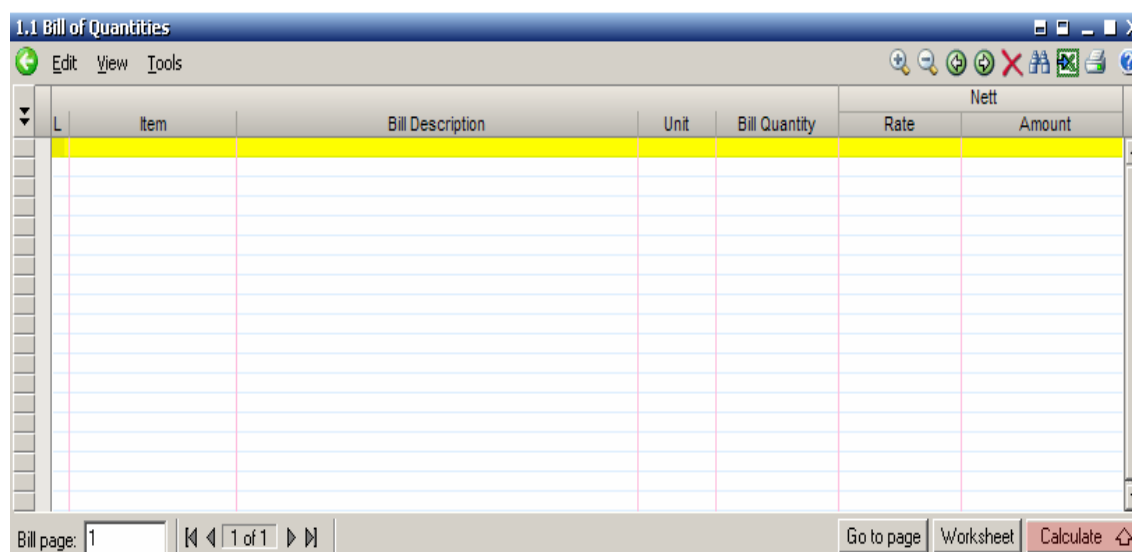 1.1 Bill of Quantities
Edit View Tools
Nett
L Item Bill Description Unit Bill Quantity Rate Amount
Bill page: 1 1 of 1 Go to page Worksheet Calculate